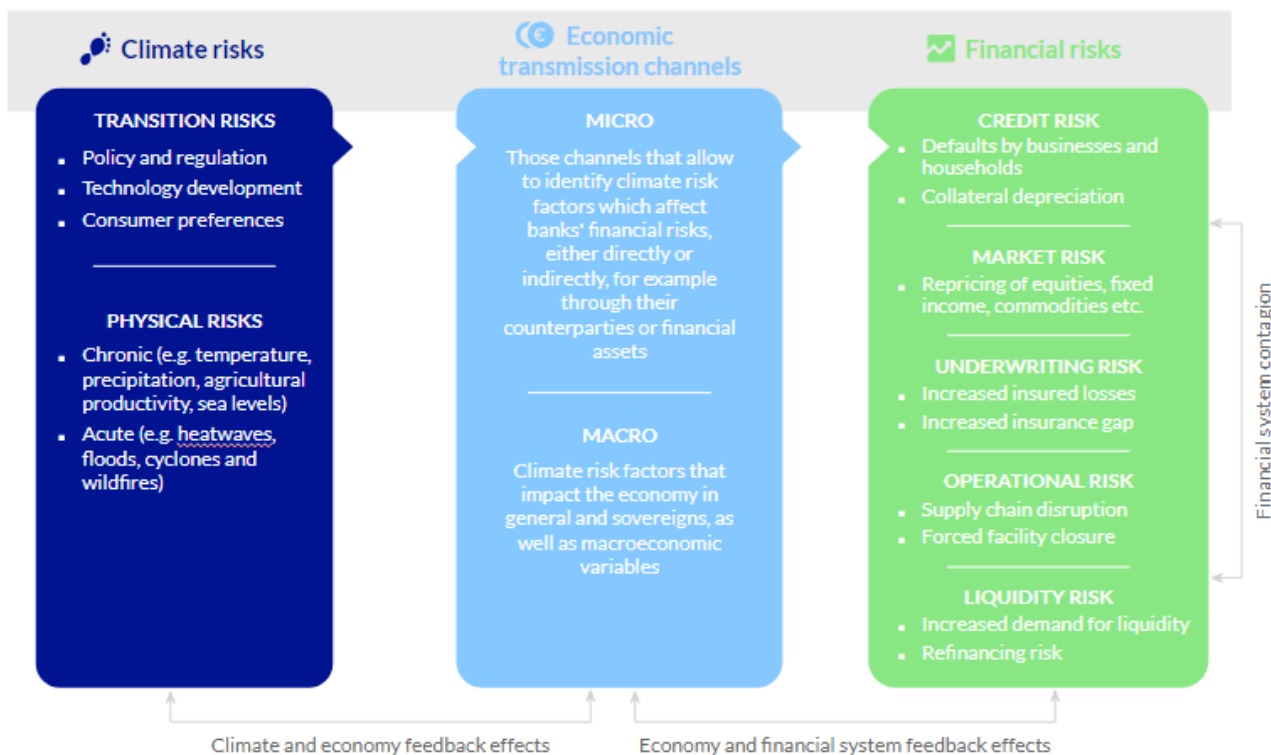 Climate risks
Economic
transmission channels
Financial risks
TRANSITION RISKS
Policy and regulation
Technology development
Consumer preferences
PHYSICAL RISKS
Chronic (e.g. temperature,
precipitation, agricultural
productivity, sea levels)
Acute (e.g. heatwaves,
floods, cyclones and
wildfires)
MICRO
Those channels that allow
to identify climate risk
factors which affect
banks' financial risks,
either directly or
indirectly, for example
through their
counterparties or financial
assets
MACRO
Climate risk factors that
impact the economy in
general and sovereigns, as
well as macroeconomic
variables
CREDIT RISK
Defaults by businesses and
households
Collateral depreciation
MARKET RISK
Repricing of equities, fixed
income, commodities etc.
UNDERWRITING RISK
Increased insured losses
Increased insurance gap
OPERATIONAL RISK
Supply chain disruption
Forced facility closure
LIQUIDITY RISK
Increased demand for liquidity
Refinancing risk
Financial system contagion
Climate and economy feedback effects
Economy and financial system feedback effects